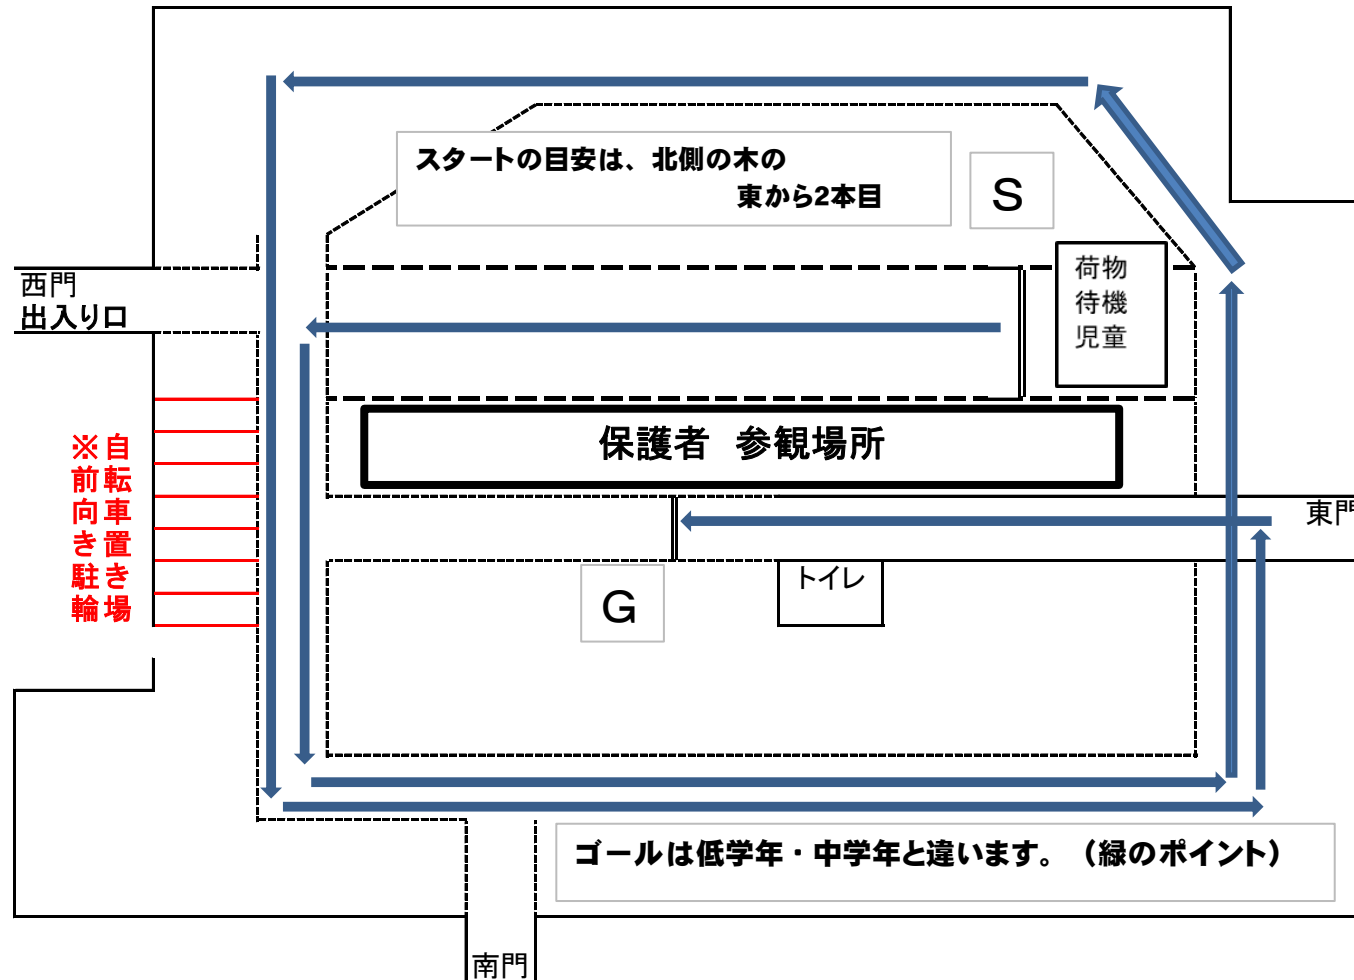 スタートの目安は、北側の木の
東から2本目
S
荷物
待機
児童
西門
出入り口
保護者 参観場所
※自転車置き場
前向き駐輪
東門
トイレ
G
ゴールは低学年・中学年と違います。（緑のポイント）
南門